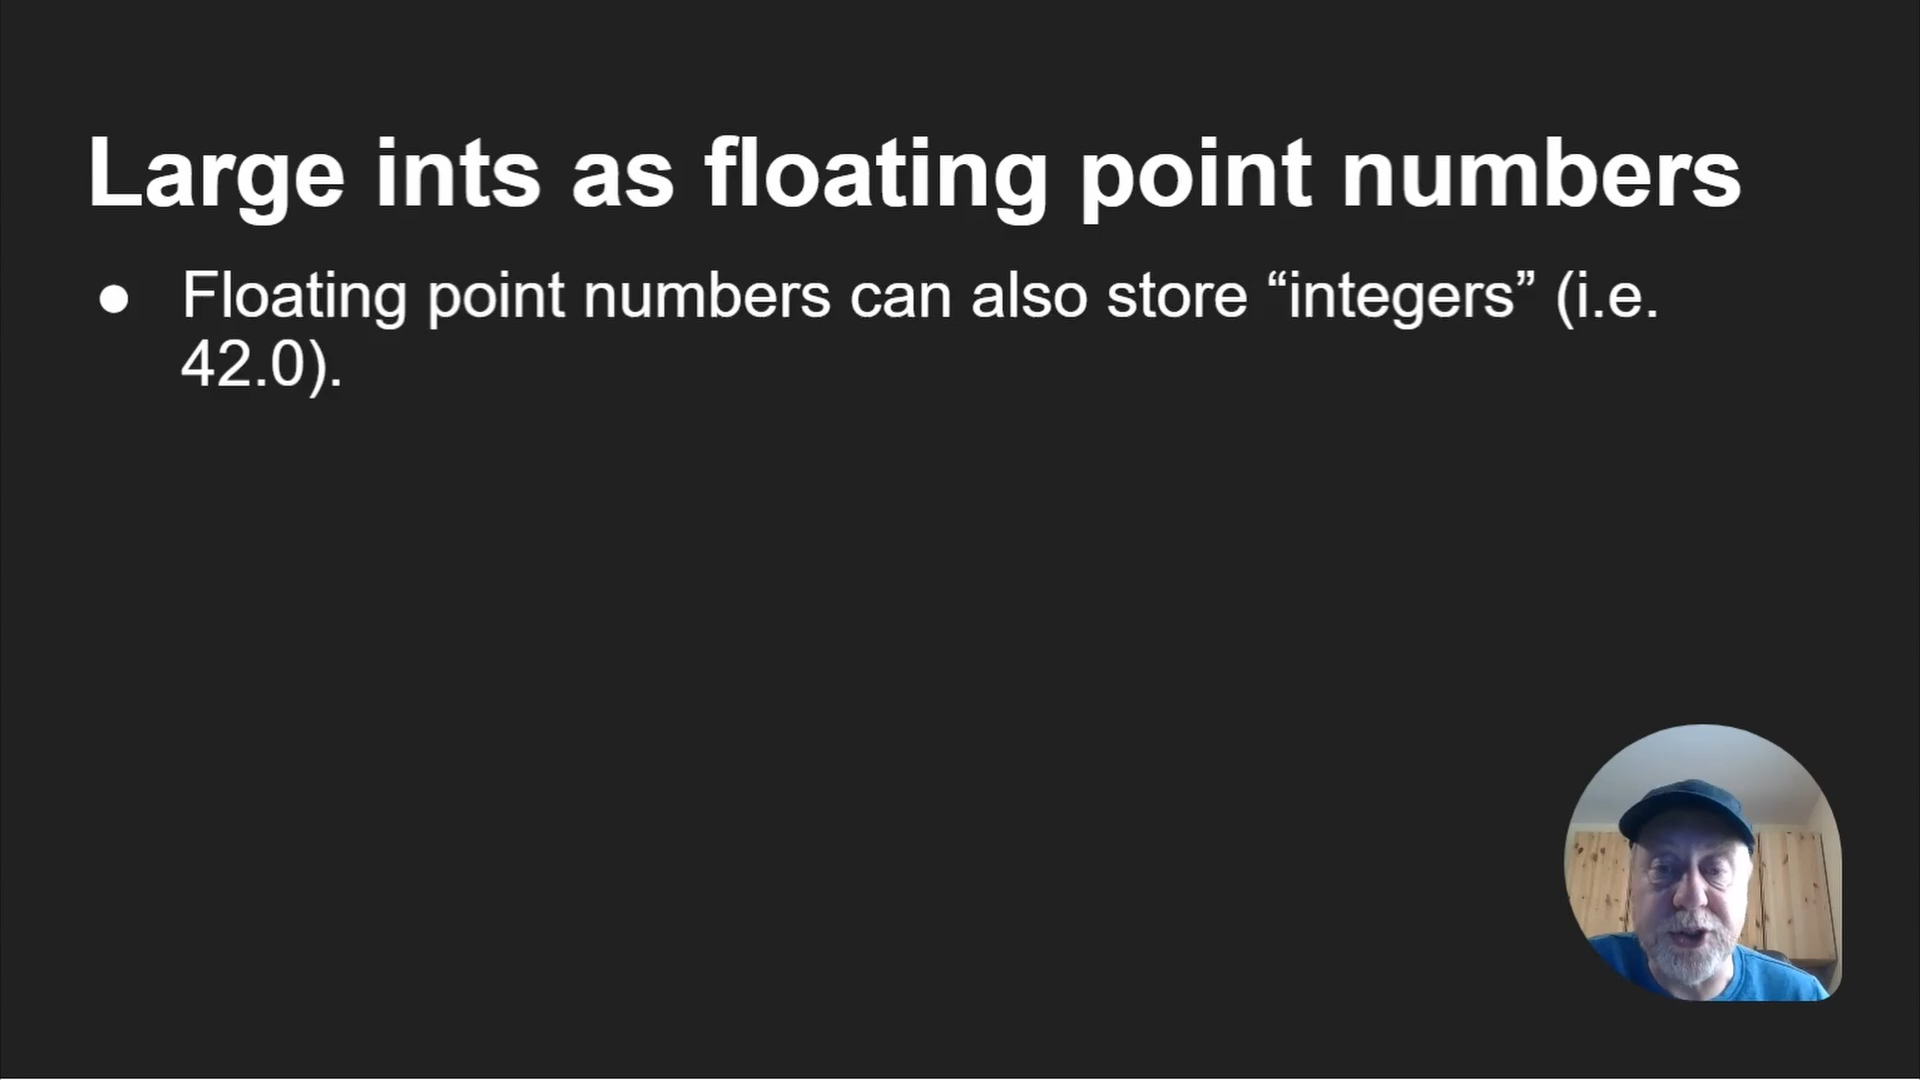 Large ints as floating point numbers
● Floating point numbers can also store “integers” (i.e.
42.0).